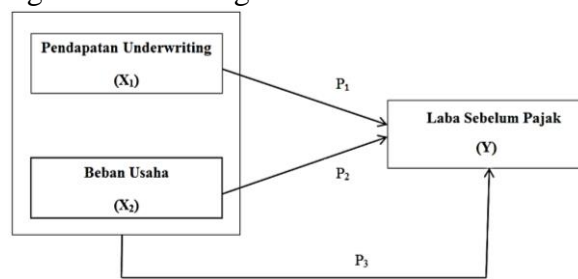 Pendapatan Underwriting
(X₁)
P₁
Laba Sebelum Pajak
(Y)
Beban Usaha
(X₂)
P₂
P₃